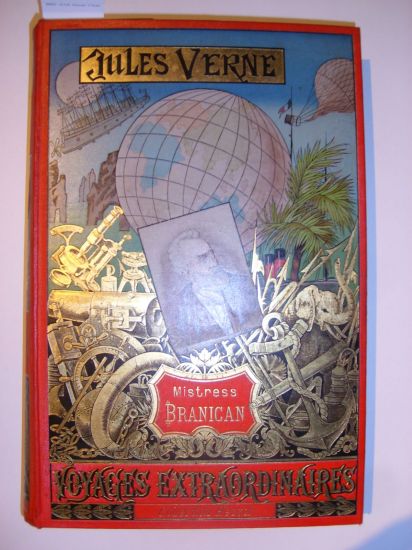 JULES VERNE
Mistress
BRANICAN
VOYAGES EXTRAORDINAIRES